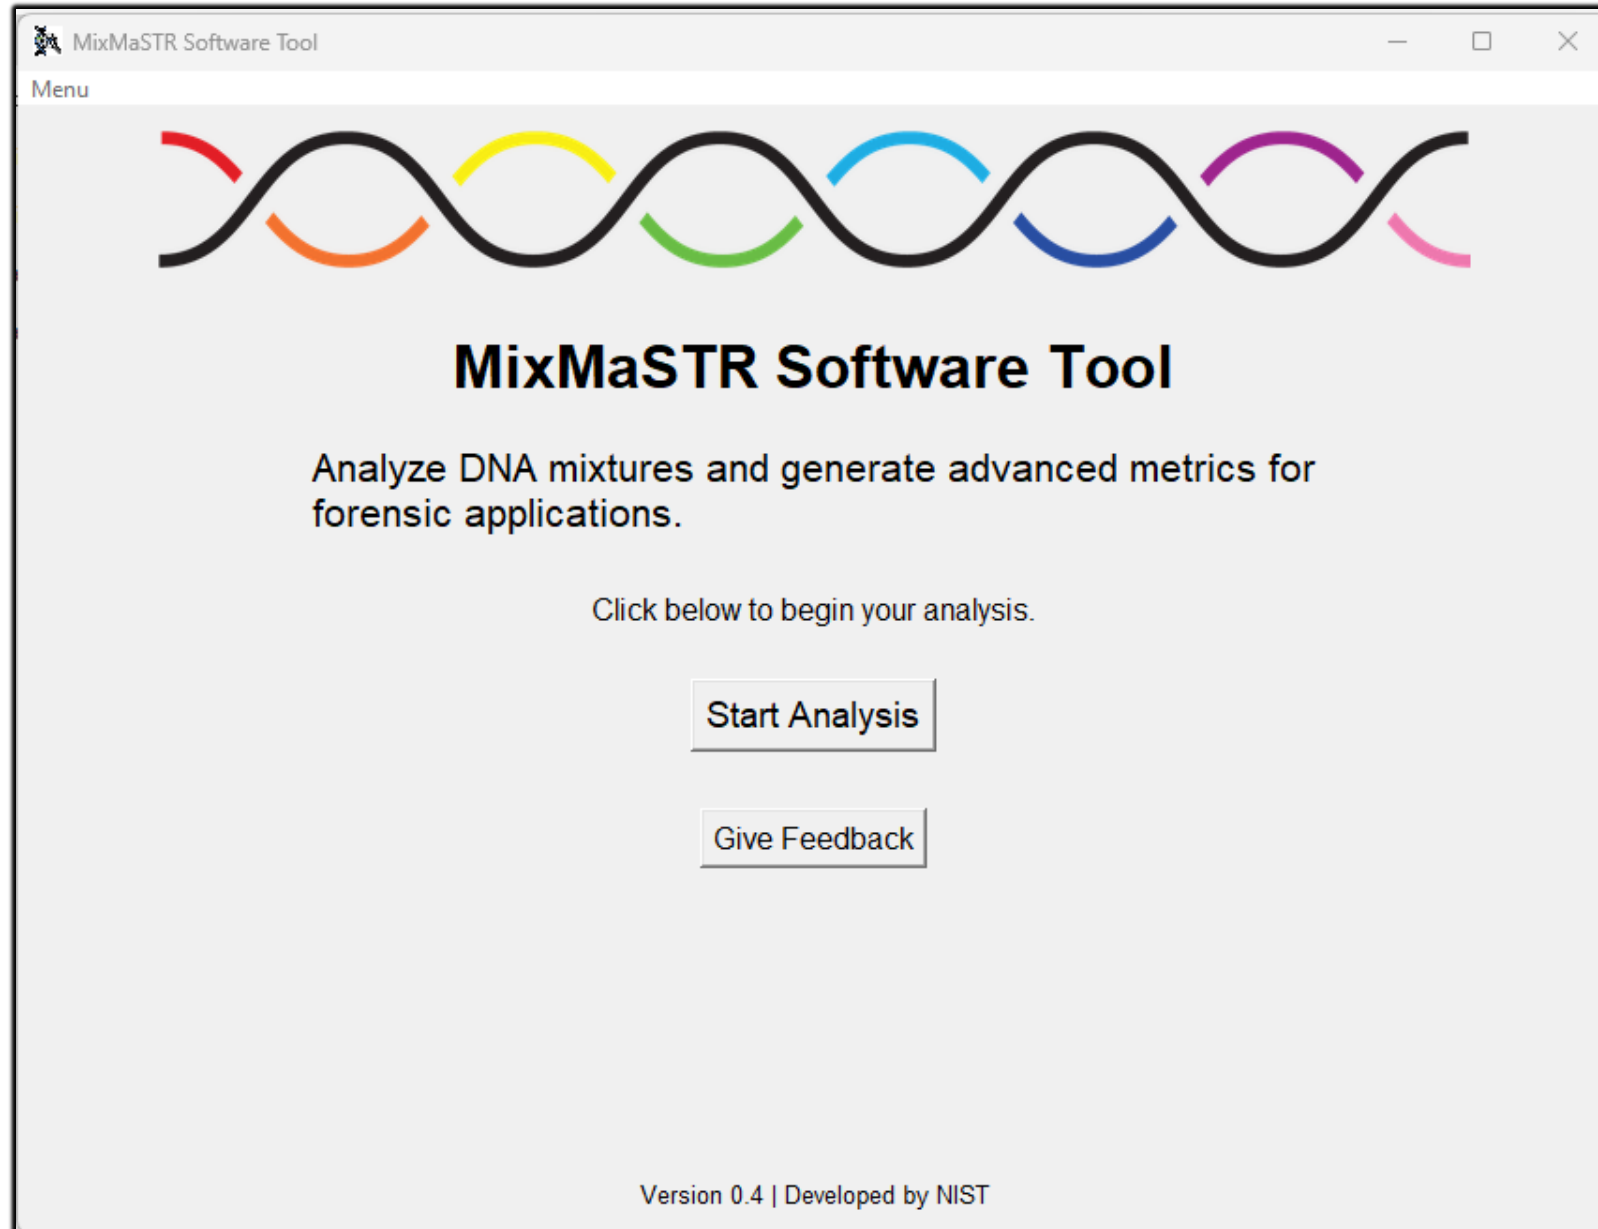 MixMaSTR Software Tool
Menu
MixMaSTR Software Tool
Analyze DNA mixtures and generate advanced metrics for
forensic applications.
Click below to begin your analysis.
Start Analysis
Give Feedback
Version 0.4 | Developed by NIST